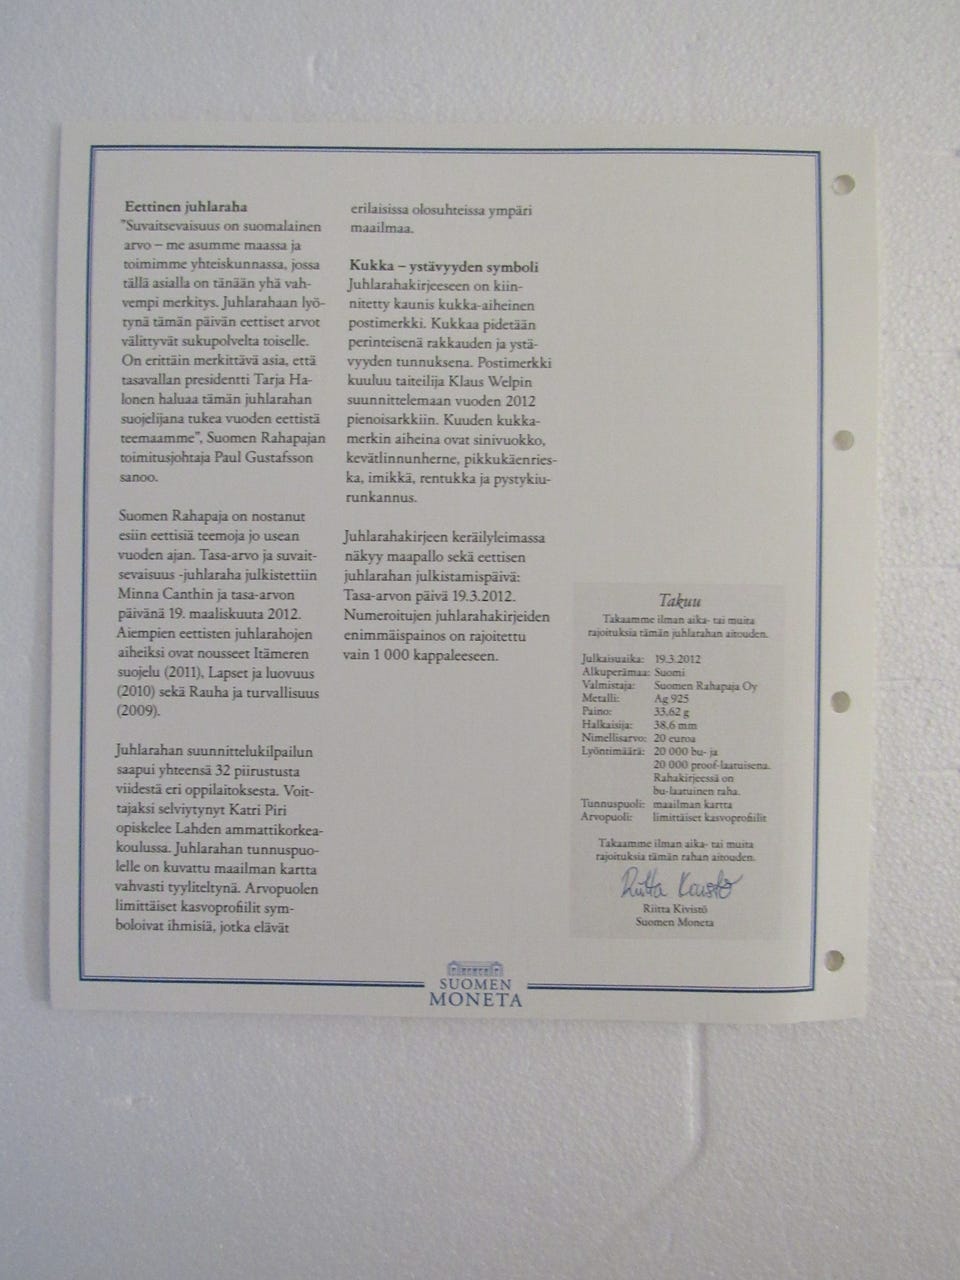 Eettinen juhlaraha
"Suvaitsevaisuus on suomalainen
arvo – me asumme maassa ja
toimimme yhteiskunnassa, jossa
tällä asialla on tänään yhä vah-
vempi merkitys. Juhlarahaan lyö-
tynä tämän päivän eettiset arvot
välittyvät sukupolvelta toiselle.
On erittäin merkittävä asia, että
tasavallan presidentti Tarja Ha-
lonen haluaa tämän juhlarahan
suojelijana tukea vuoden eettistä
teemaamme", Suomen Rahapajan
toimitusjohtaja Paul Gustafsson
sanoo.
Suomen Rahapaja on nostanut
esiin eettisiä teemoja jo usean
vuoden ajan. Tasa-arvo ja suvait-
sevaisuus -juhlaraha julkistettiin
Minna Canthin ja tasa-arvon
päivänä 19. maaliskuuta 2012.
Aiempien eettisten juhlarahojen
aiheiksi ovat nousseet Itämeren
suojelu (2011), Lapset ja luovuus
(2010) sekä Rauha ja turvallisuus
(2009).
Juhlarahan suunnittelukilpailun
saapui yhteensä 32 piirustusta
viidestä eri oppilaitoksesta. Voit-
tajaksi selviytynyt Katri Piri
opiskelee Lahden ammattikorkea-
koulussa. Juhlarahan tunnuspuo-
lelle on kuvattu maailman kartta
vahvasti tyyliteltynä. Arvopuolen
limittäiset kasvoprofiilit sym-
boloivat ihmisiä, jotka elävät
erilaisissa olosuhteissa ympäri
maailmaa.
Kukka – ystävyyden symboli
Juhlarahakirjeeseen on kiin-
nitetty kaunis kukka-aiheinen
postimerkki. Kukkaa pidetään
perinteisenä rakkauden ja ystä-
vyyden tunnuksena. Postimerkki
kuuluu taiteilija Klaus Welpin
suunnittelemaan vuoden 2012
pienoisarkkiin. Kuuden kukka-
merkin aiheina ovat sinivuokko,
kevätlinnunherne, pikkukäenries-
ka, imikkä, rentukka ja pystykiu-
runkannus.
Juhlarahakirjeen keräilyleimassa
näkyy maapallo sekä eettisen
juhlarahan julkistamispäivä:
Tasa-arvon päivä 19.3.2012.
Numeroitujen juhlarahakirjeiden
enimmäispainos on rajoitettu
vain 1 000 kappaleeseen.
Takuu
Takaamme ilman aika- tai muita
rajoituksia tämän juhlarahan aitouden.
Julkaisuaika: 19.3.2012
Alkuperämaa: Suomi
Valmistaja: Suomen Rahapaja Oy
Metalli: Ag 925
Paino: 33,62 g
Halkaisija: 38,6 mm
Nimellisarvo: 20 euroa
Lyöntimäärä: 20 000 bu- ja
20 000 proof-laatuisena.
Rahakirjeessä on
bu-laatuinen raha.
Tunnuspuoli: maailman kartta
Arvopuoli: limittäiset kasvoprofiilit
Takaamme ilman aika- tai muita
rajoituksia tämän rahan aitouden.
Riitta Kivistö
Riitta Kivistö
Suomen Moneta
SUOMEN
MONETA